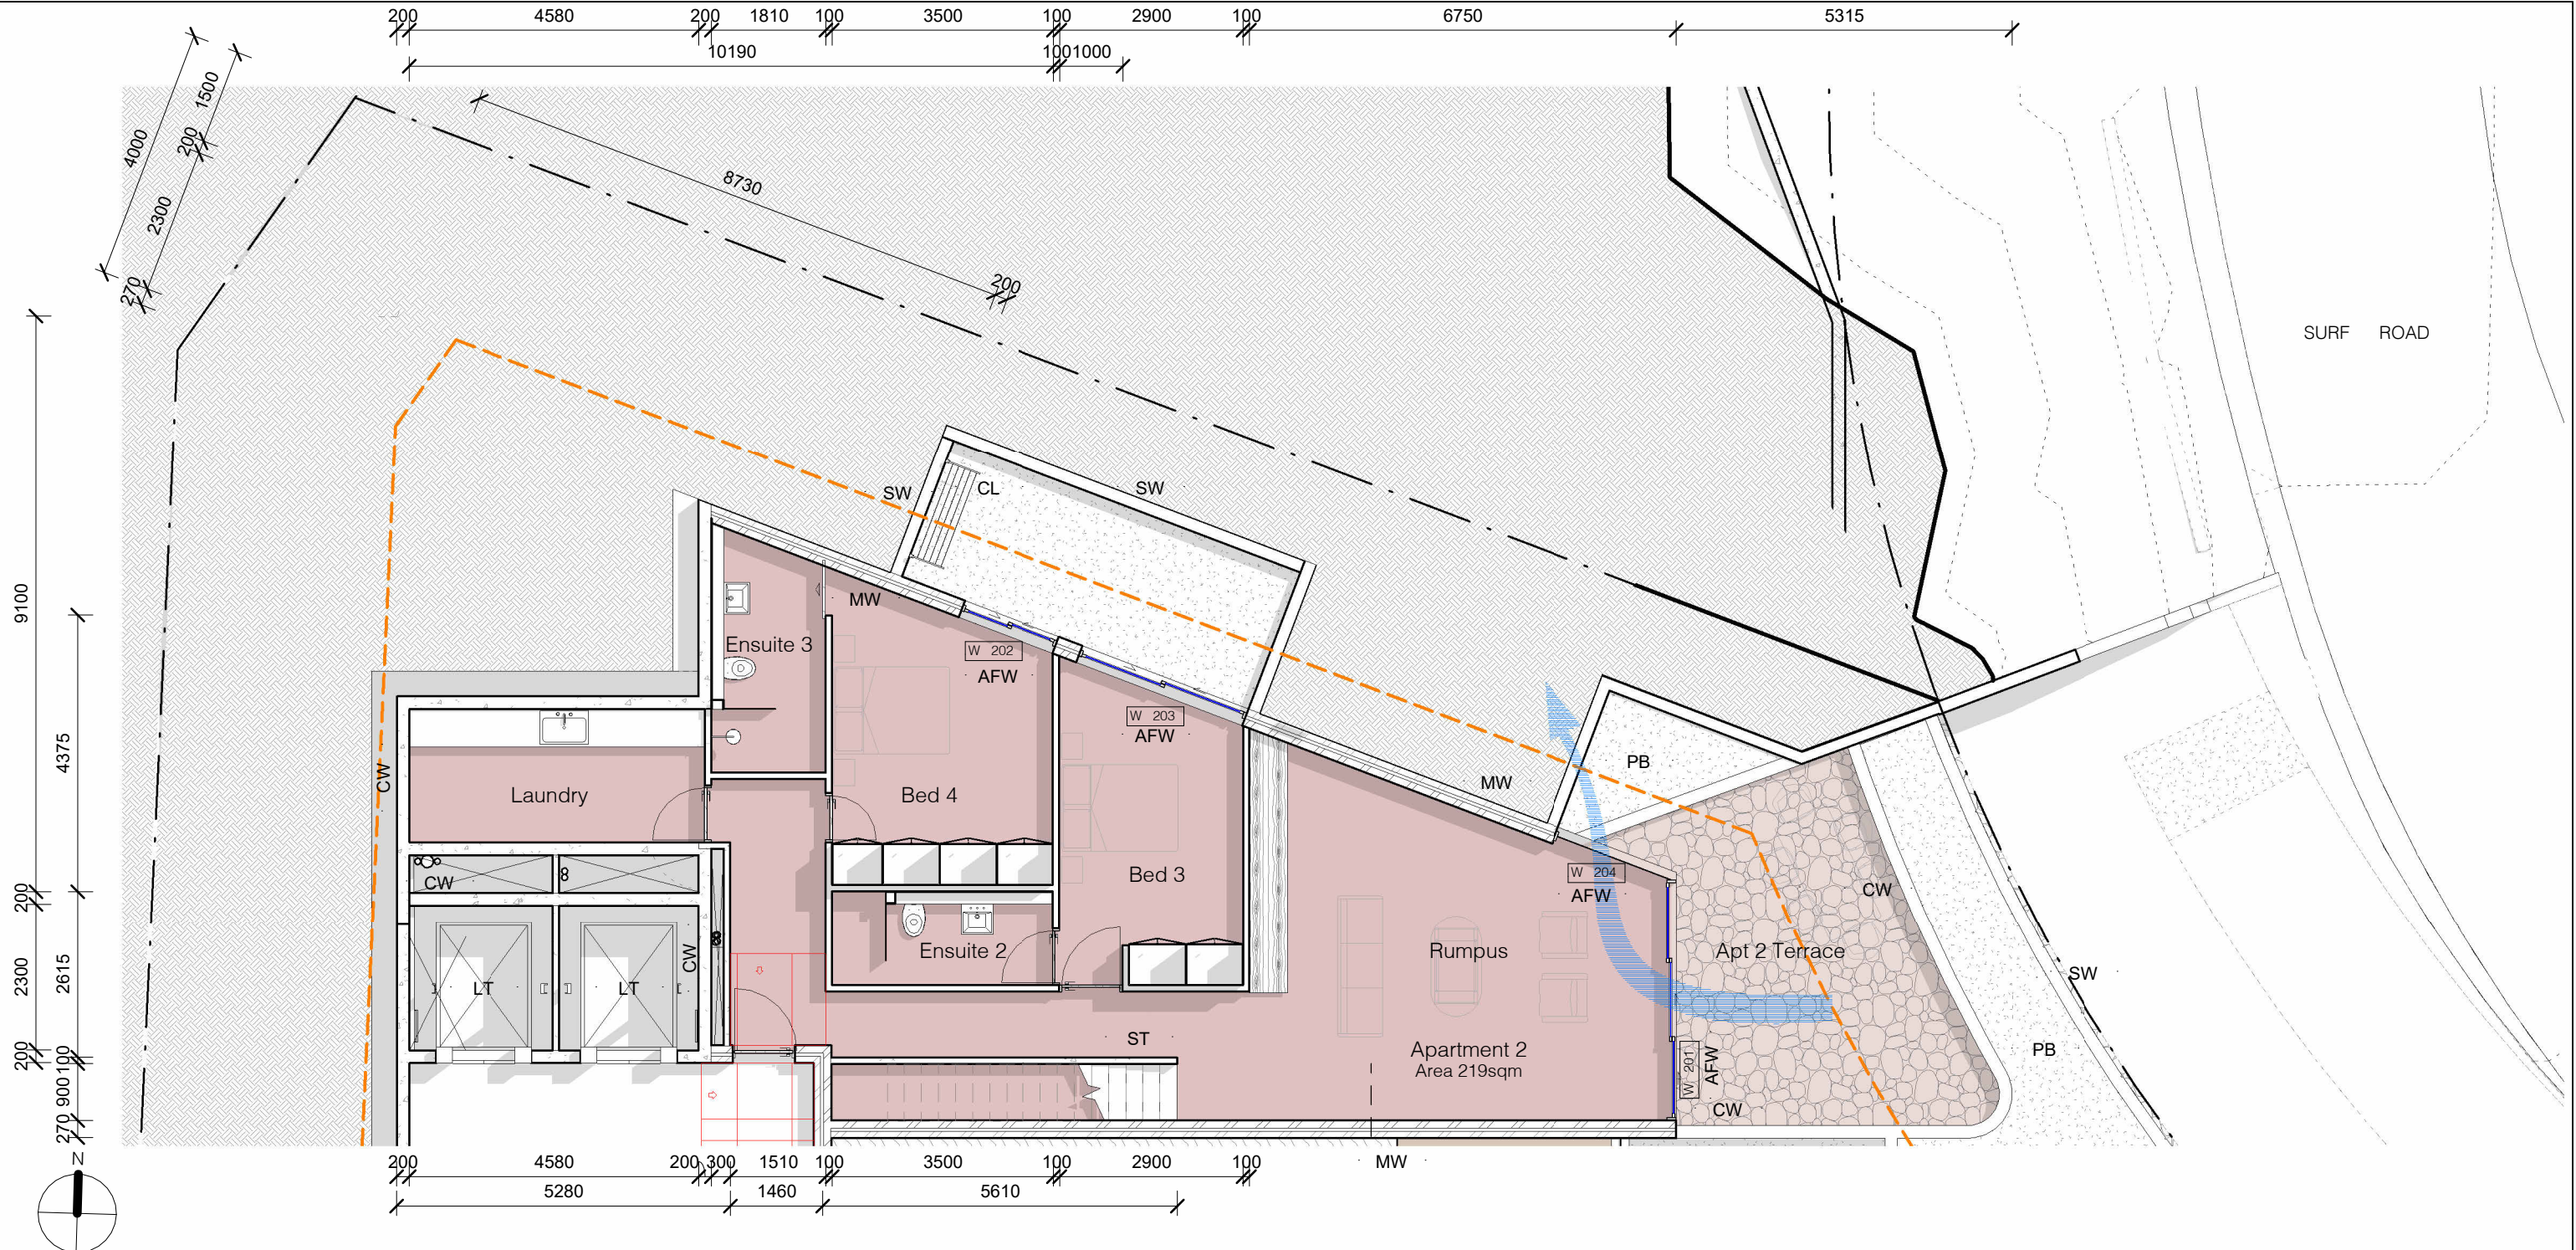 200 4580 200 1810 100 3500 100 2900 100 6750 5315
10190 100 1000
4000 1500
200
2300
270
8730
200
SURF ROAD
9100
SW CL SW
MW
Ensuite 3
W 202
AFW
W 203
AFW
4375
CW
Laundry
Bed 4
MW
PB
CW
Bed 3
W 204
AFW
CW
200
CW
Ensuite 2
Rumpus
Apt 2 Terrace
2300 2615
LT LT
SW
ST
Apartment 2
Area 219sqm
W 201
AFW
PB
200 100
900
CW
270
N
200 4580 200 300 1510 100 3500 100 2900 100 MW
5280 1460 5610